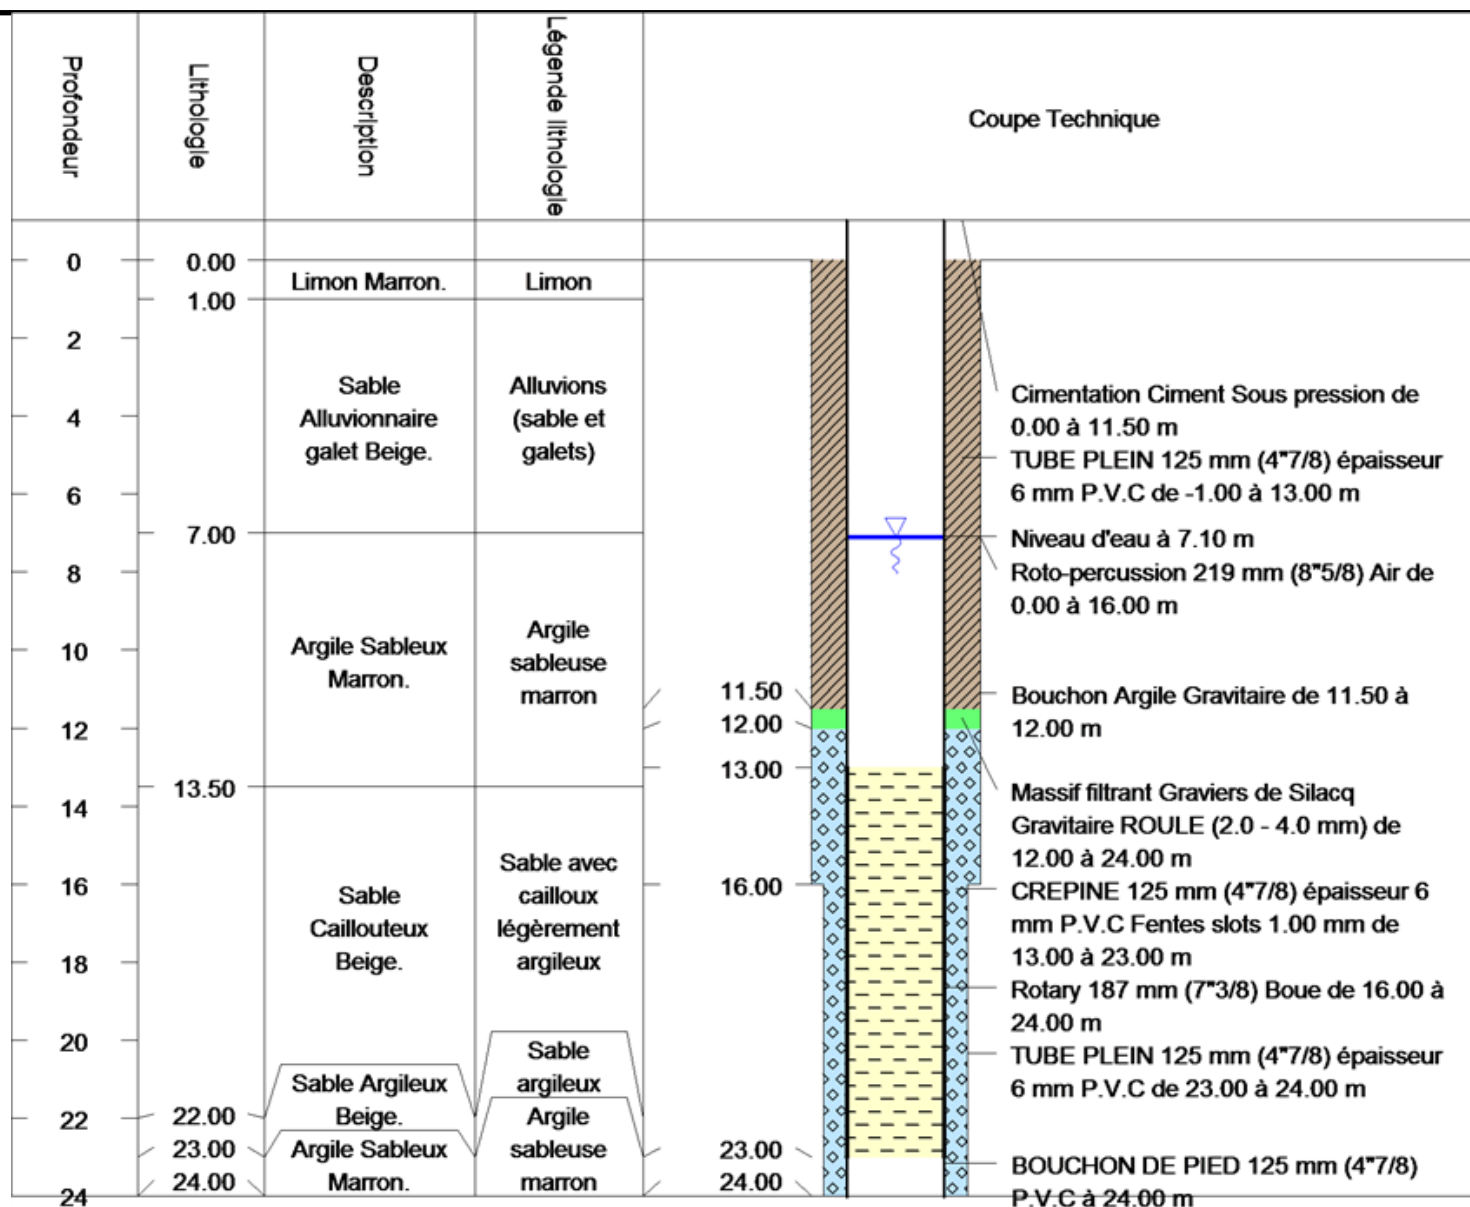 Profondeur
Lithologie
Description
Légende lithologie
Coupe Technique
0
2
4
6
8
10
12
14
16
18
20
22
24
0.00
1.00
7.00
13.50
22.00
23.00
24.00
Limon Marron.
Sable
Alluvionnaire
galet Beige.
Argile Sableux
Marron.
Sable
Caillouteux
Beige.
Sable Argileux
Beige.
Argile Sableux
Marron.
Limon
Alluvions
(sable et
galets)
Argile
sableuse
marron
Sable avec
cailloux
légèrement
argileux
Sable
argileux
Argile
sableuse
marron
11.50
12.00
13.00
16.00
23.00
24.00
Cimentation Ciment Sous pression de
0.00 à 11.50 m
TUBE PLEIN 125 mm (4"7/8) épaisseur
6 mm P.V.C de -1.00 à 13.00 m
Niveau d'eau à 7.10 m
Roto-percussion 219 mm (8"5/8) Air de
0.00 à 16.00 m
Bouchon Argile Gravitaire de 11.50 à
12.00 m
Massif filtrant Graviers de Silacq
Gravitaire ROULE (2.0 - 4.0 mm) de
12.00 à 24.00 m
CREPINE 125 mm (4"7/8) épaisseur 6
mm P.V.C Fentes slots 1.00 mm de
13.00 à 23.00 m
Rotary 187 mm (7"3/8) Boue de 16.00 à
24.00 m
TUBE PLEIN 125 mm (4"7/8) épaisseur
6 mm P.V.C de 23.00 à 24.00 m
BOUCHON DE PIED 125 mm (4"7/8)
P.V.C à 24.00 m